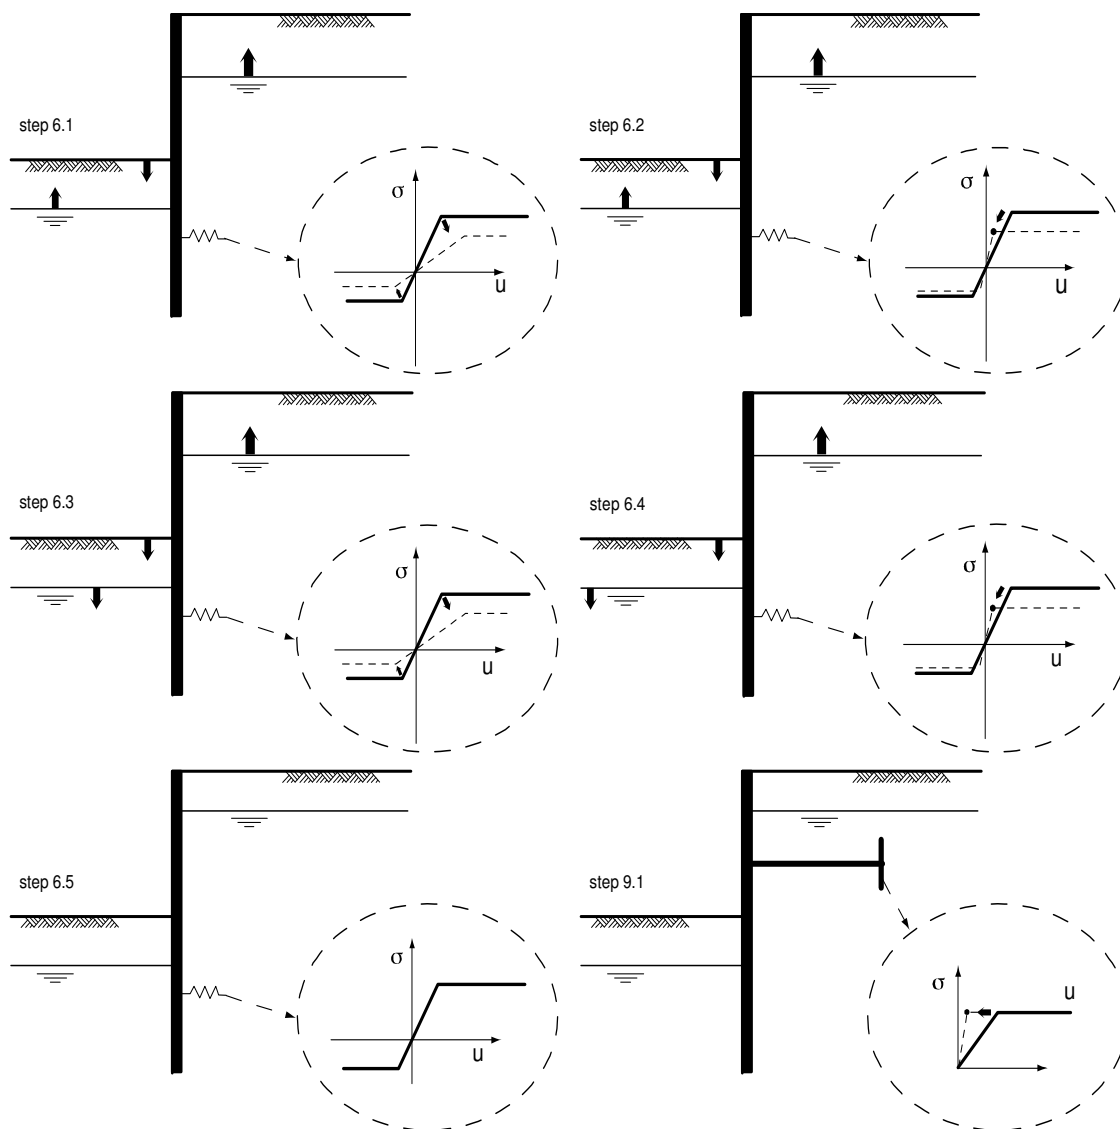 step 6.1
σ
u
step 6.2
σ
u
step 6.3
σ
u
step 6.4
σ
u
step 6.5
σ
u
step 9.1
σ
u